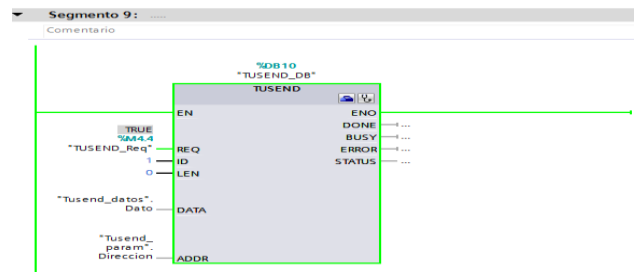 Segmento 9: .....
Comentario
%DB10
"TUSEND_DB"
TUSEND
EN
ENO
DONE
...
BUSY
...
TRUE
%M4.4
"TUSEND_Req"
REQ
ERROR
...
1
ID
STATUS
...
0
LEN
"Tusend_datos".
Dato
DATA
"Tusend_
param".
Direccion
ADDR